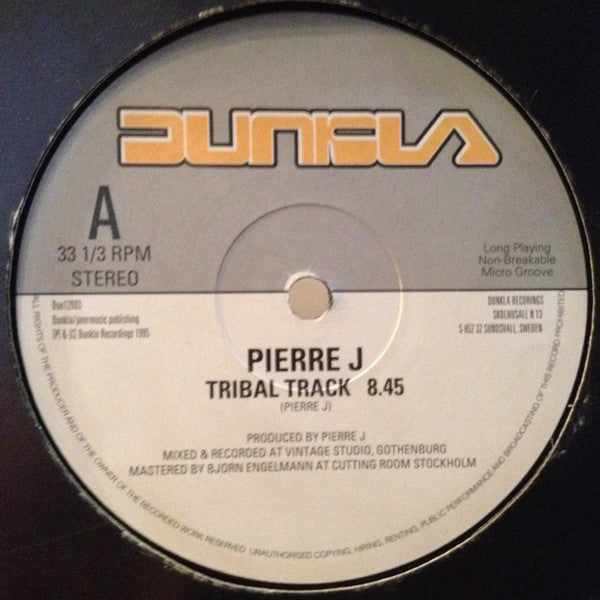 DUNKLA
A
33 1/3 RPM
STEREO
Long Playing
Non-Breakable
Micro Groove
Dun12003
Dunkla/peermusic publishing
(P) & (C) Dunkla Recordings 1995
DUNKLA RECORINGS
SKOLHUSALL N 13
S-852 32 SUNDSVALL, SWEDEN
PIERRE J
TRIBAL TRACK 8.45
(PIERRE J)
PRODUCED BY PIERRE J
MIXED & RECORDED AT VINTAGE STUDIO, GOTHENBURG
MASTERED BY BJORN ENGELMANN AT CUTTING ROOM STOCKHOLM
ALL RIGHTS OF THE PRODUCER AND OF THE OWNER OF THE RECORDED WORK RESERVED UNAUTHORISED COPYING, HIRING, RENTING, PUBLIC PERFORMANCE AND BROADCASTING OF THIS RECORD PROHIBITED